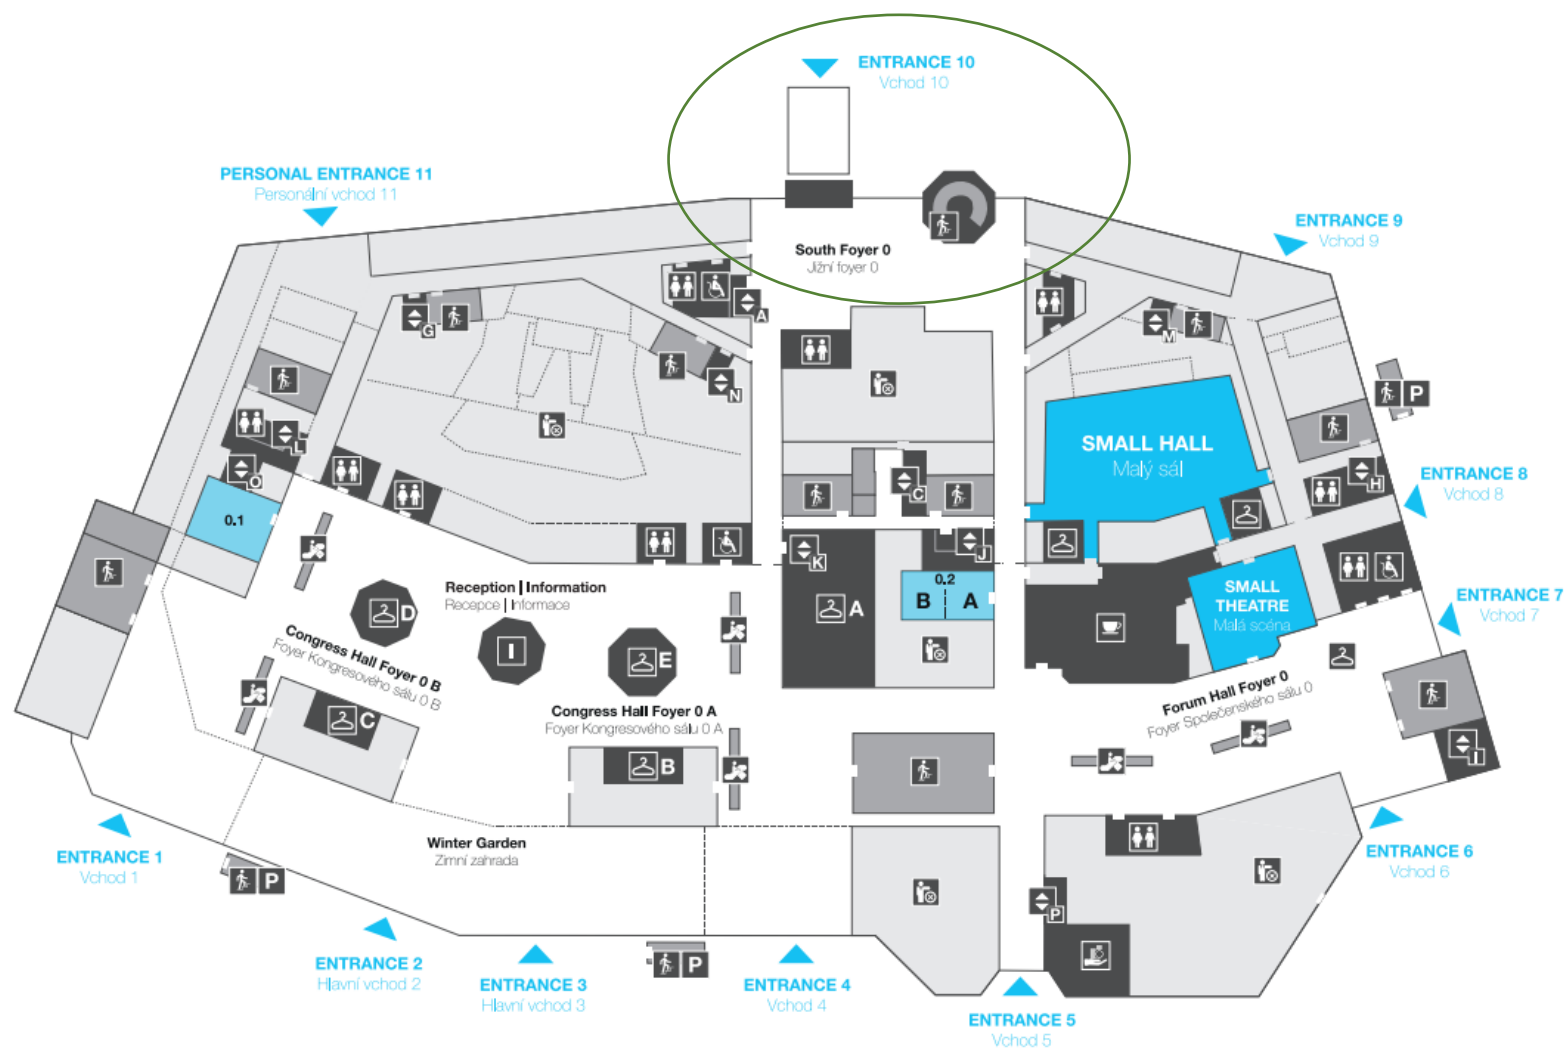 ENTRANCE 10
Vchod 10
PERSONAL ENTRANCE 11
Personální vchod 11
ENTRANCE 9
Vchod 9
South Foyer 0
Jižní foyer 0
A
G
M
N
P
L
SMALL HALL
Malý sál
O
C
H
ENTRANCE 8
Vchod 8
0.1
K
J
0.2
B A
A
SMALL
THEATRE
Malá scéna
ENTRANCE 7
Vchod 7
Reception | Information
Recepce | Informace
D
I
E
Congress Hall Foyer 0 B
Foyer Kongresového sálu 0 B
C
Congress Hall Foyer 0 A
Foyer Kongresového sálu 0 A
B
Forum Hall Foyer 0
Foyer Společenského sálu 0
I
Winter Garden
Zimní zahrada
ENTRANCE 1
Vchod 1
P
ENTRANCE 6
Vchod 6
P
ENTRANCE 2
Hlavní vchod 2
P
ENTRANCE 3
Hlavní vchod 3
ENTRANCE 4
Vchod 4
ENTRANCE 5
Vchod 5